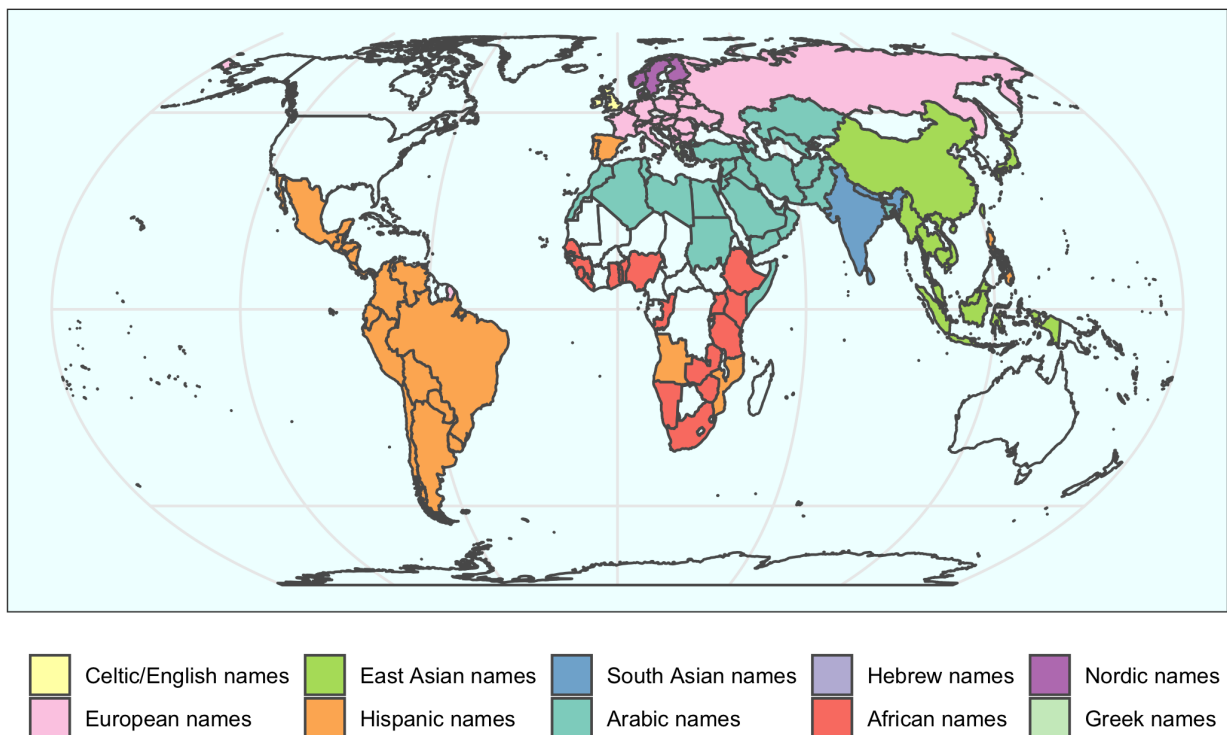 Celtic/English names East Asian names South Asian names Hebrew names Nordic names
European names Hispanic names Arabic names African names Greek names